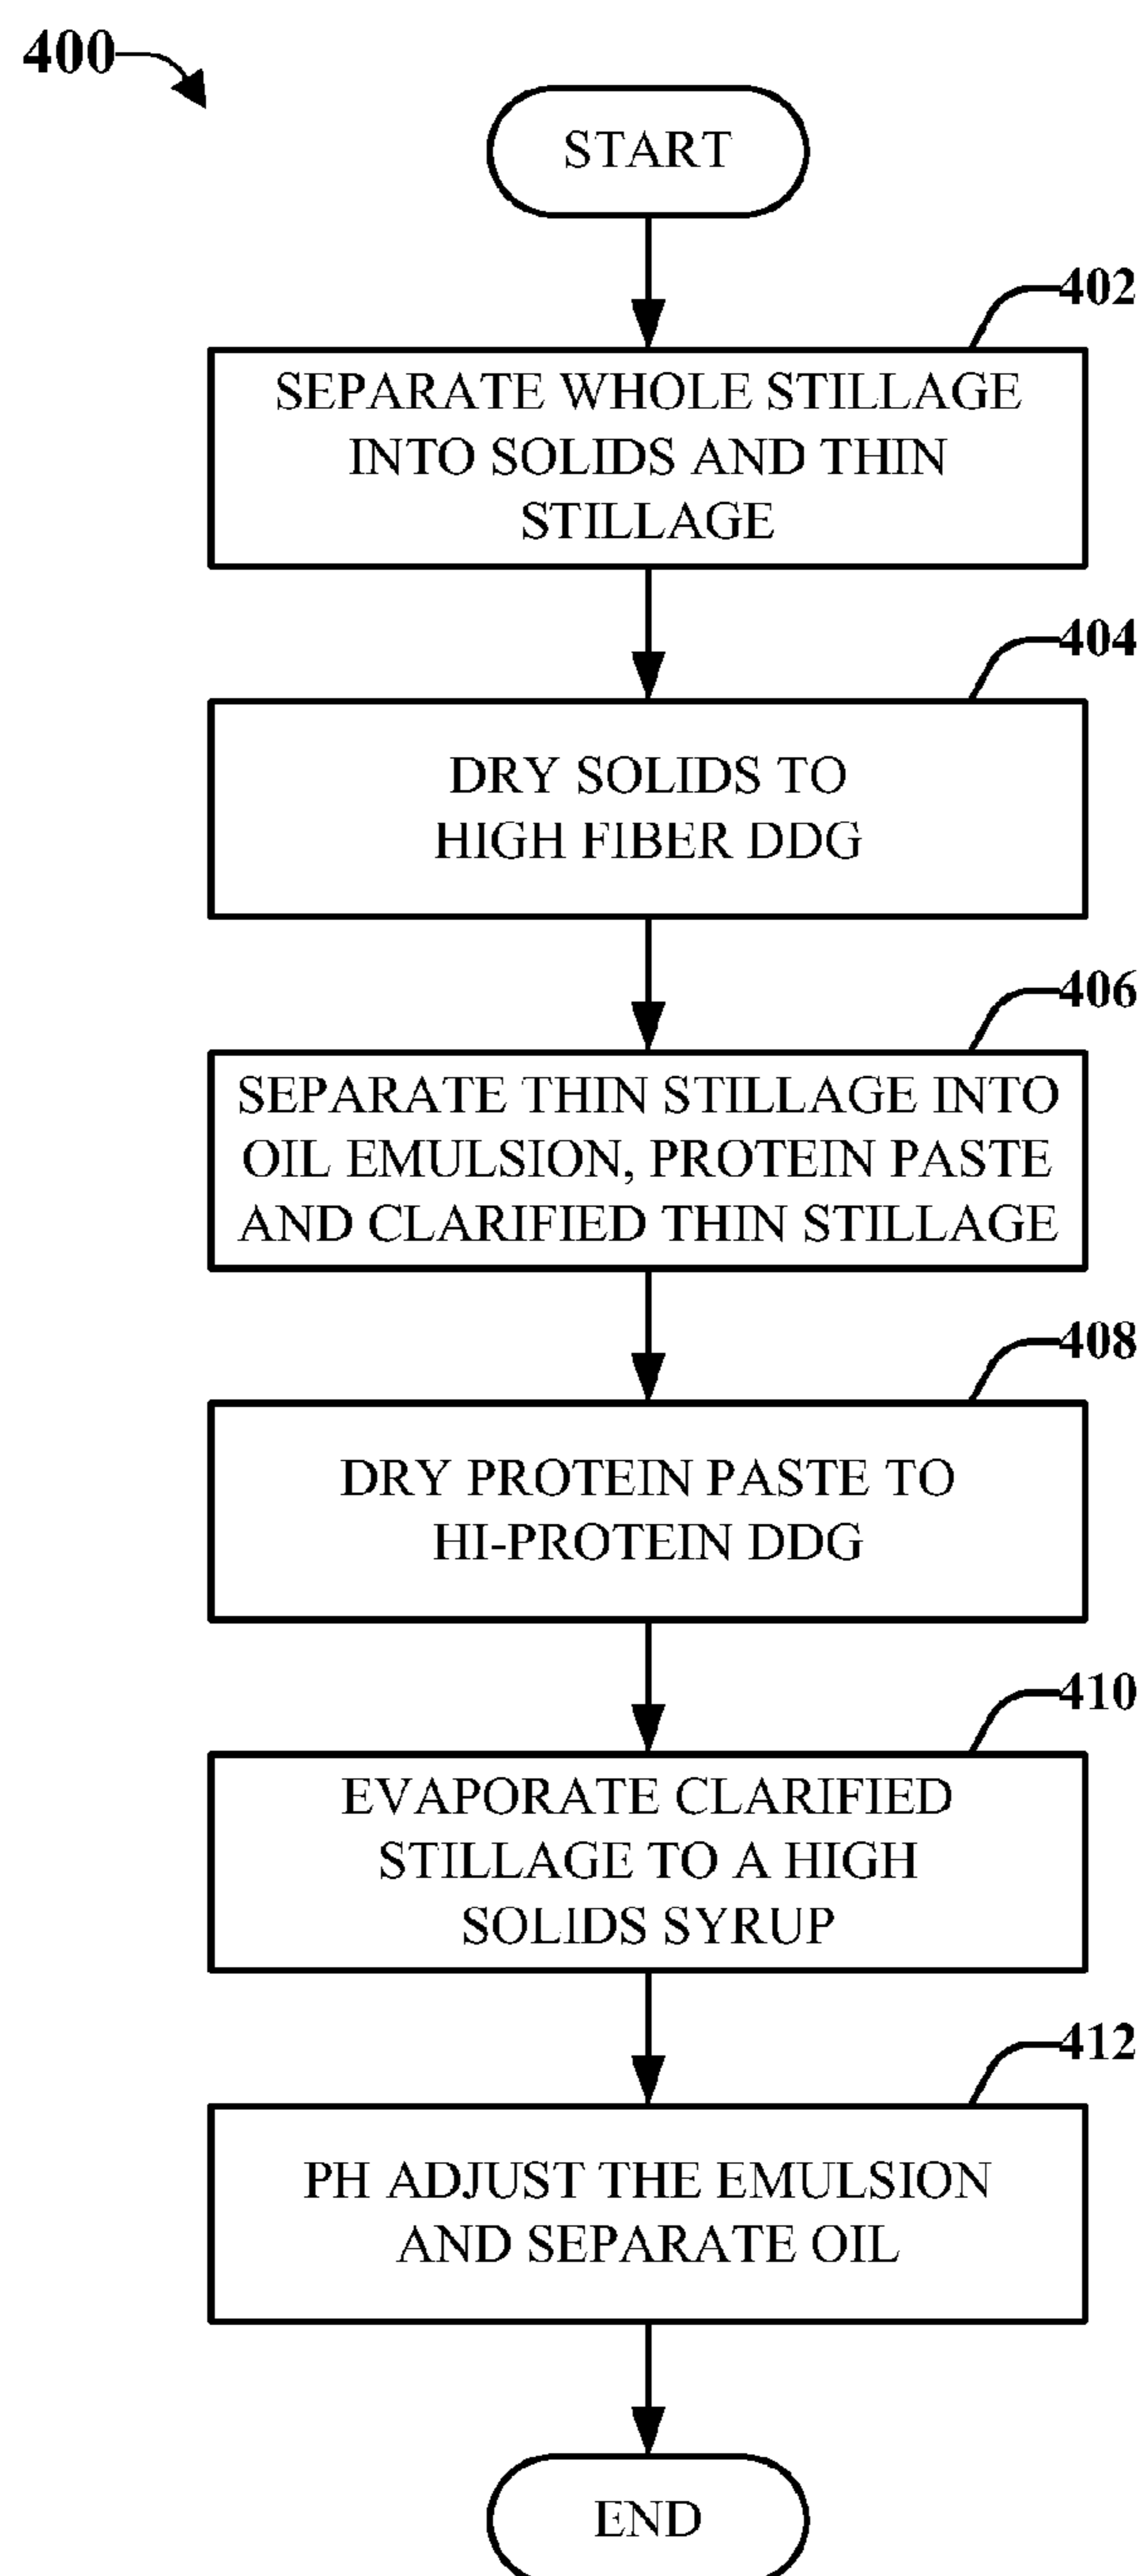 400
START
402
SEPARATE WHOLE STILLAGE
INTO SOLIDS AND THIN
STILLAGE
404
DRY SOLIDS TO
HIGH FIBER DDG
406
SEPARATE THIN STILLAGE INTO
OIL EMULSION, PROTEIN PASTE
AND CLARIFIED THIN STILLAGE
408
DRY PROTEIN PASTE TO
HI-PROTEIN DDG
410
EVAPORATE CLARIFIED
STILLAGE TO A HIGH
SOLIDS SYRUP
412
PH ADJUST THE EMULSION
AND SEPARATE OIL
END